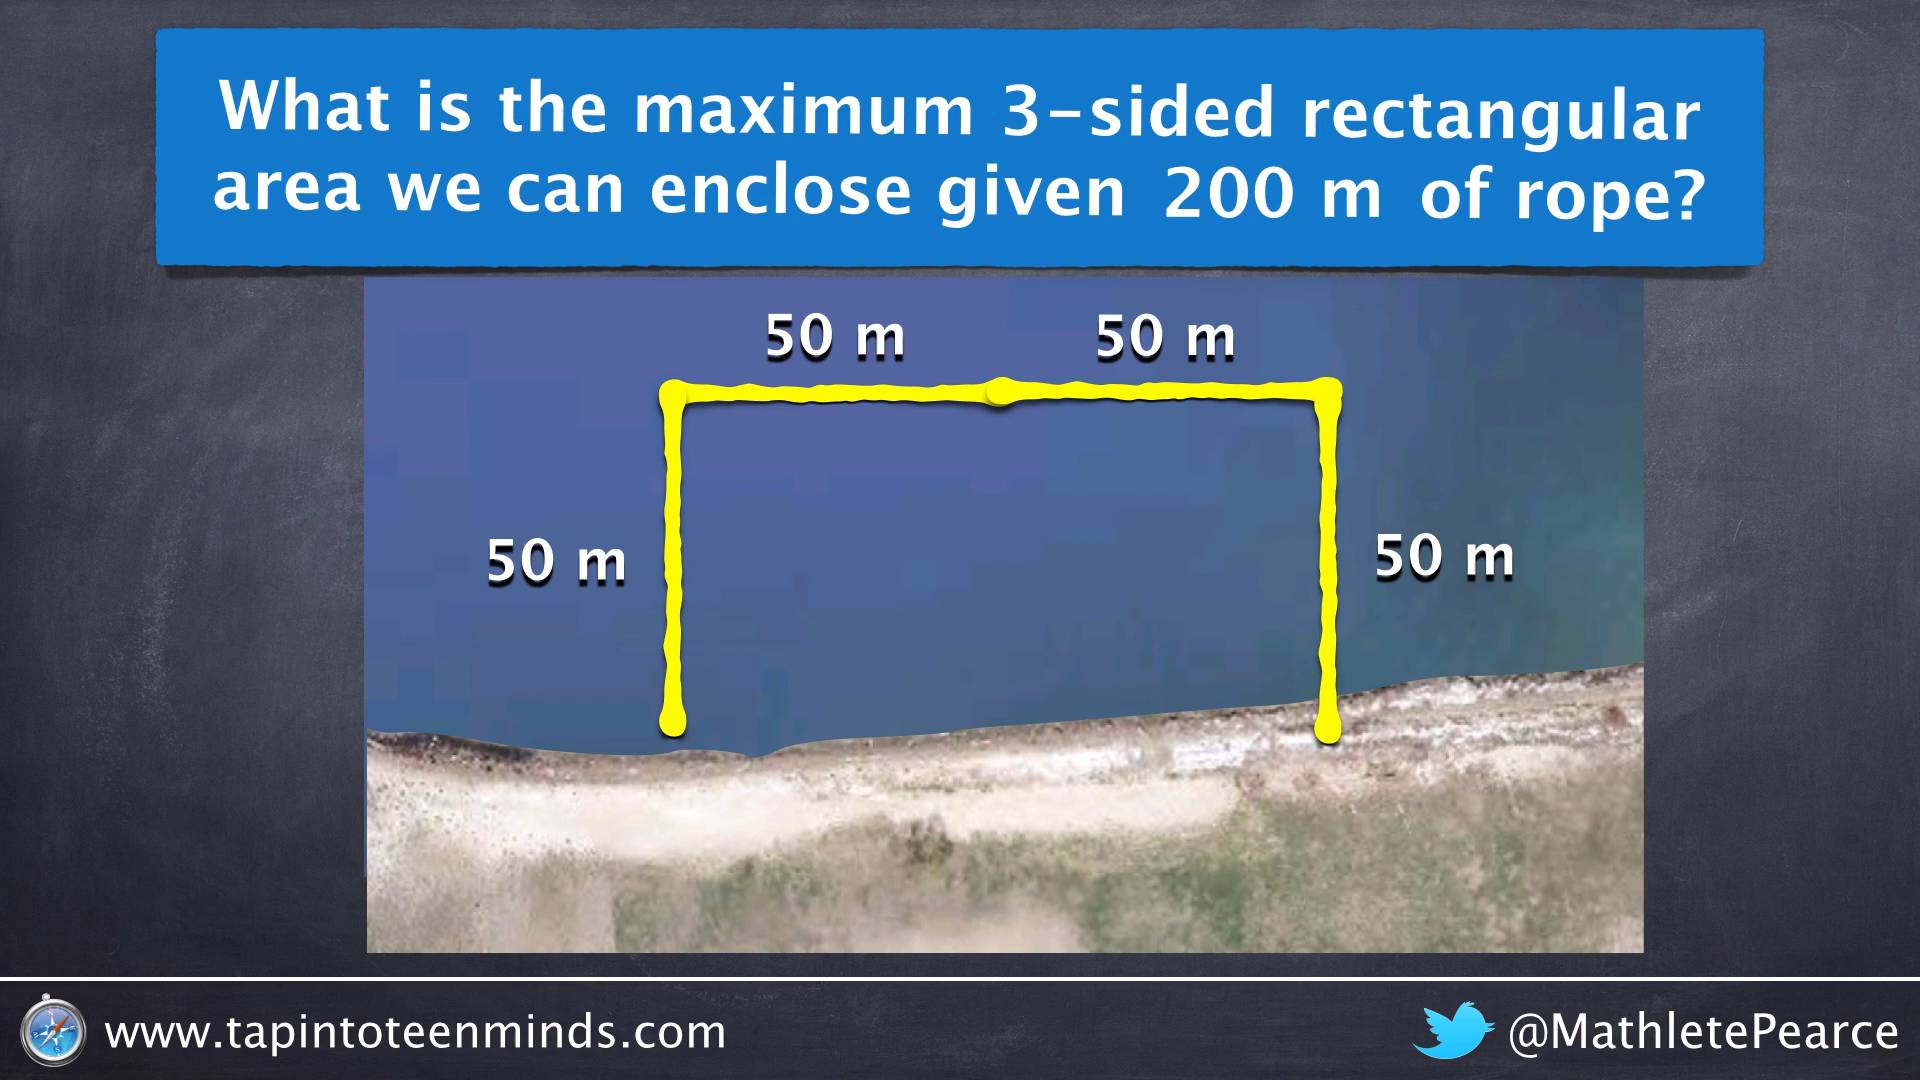 What is the maximum 3-sided rectangular
area we can enclose given 200 m of rope?
50 m 50 m
50 m 50 m
www.tapintoteenminds.com @MathletePearce